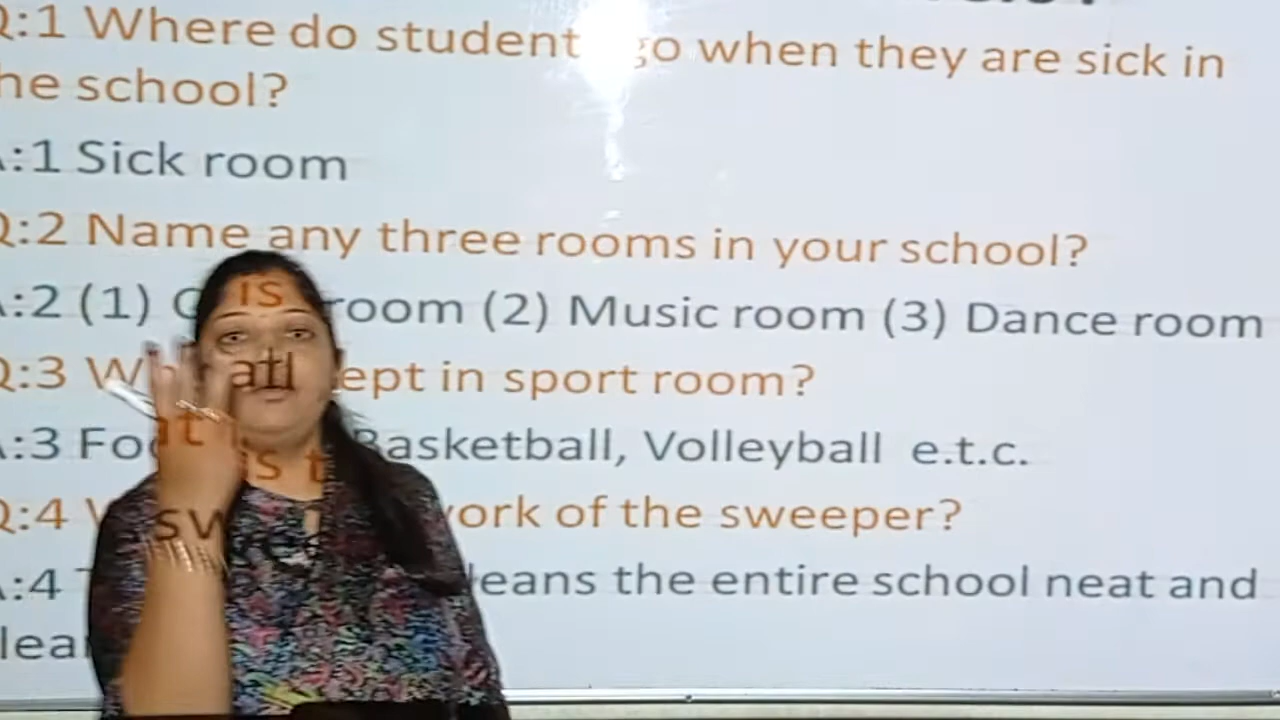 :1 Where do student go when they are sick in
he school?
:1 Sick room
:2 Name any three rooms in your school?
:2 (1) room (2) Music room (3) Dance room
:3 ept in sport room?
:3 Basketball, Volleyball e.t.c.
:4 ork of the sweeper?
:4 leans the entire school neat and
lea